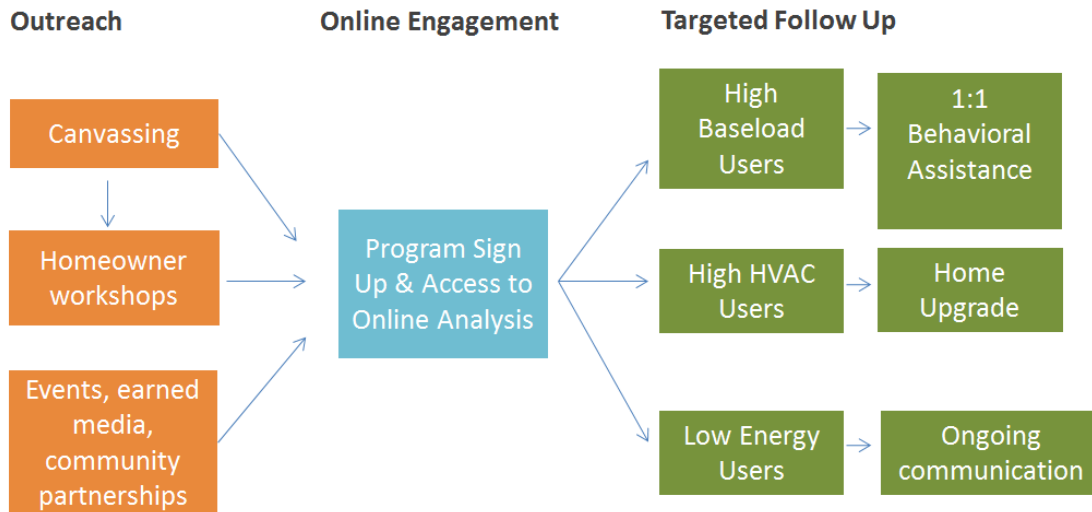 Outreach
Online Engagement
Targeted Follow Up
Canvassing
Homeowner
workshops
Events, earned
media,
community
partnerships
Program Sign
Up & Access to
Online Analysis
High
Baseload
Users
1:1
Behavioral
Assistance
High HVAC
Users
Home
Upgrade
Low Energy
Users
Ongoing
communication